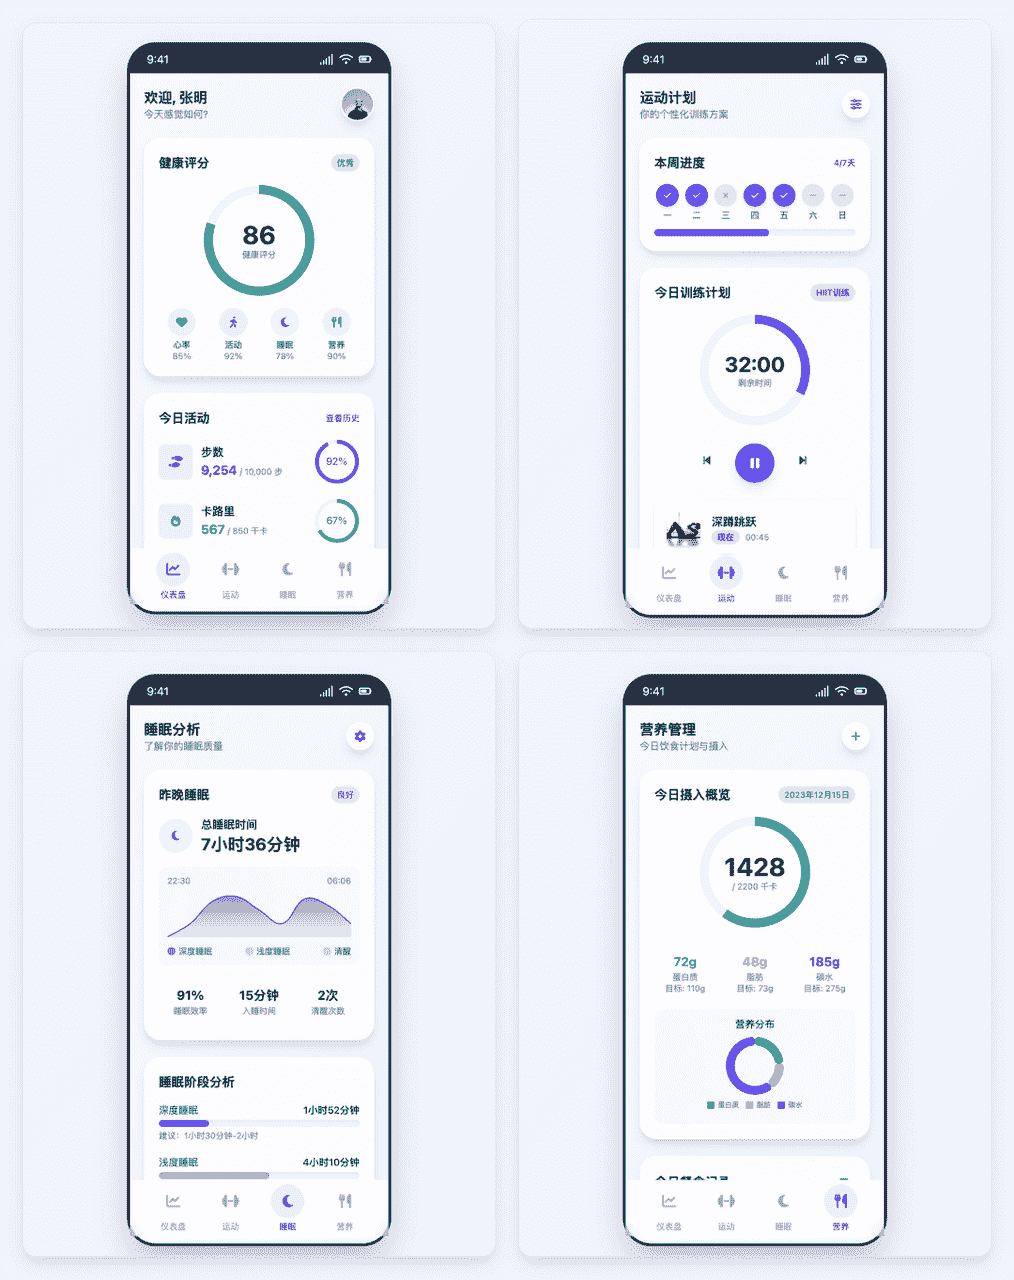 9:41
欢迎, 张明
今天感觉如何?
健康评分
优秀
86
健康评分
心率
活动
睡眠
营养
85%
92%
78%
90%
今日活动
查看历史
步数
9,254 / 10,000 步
92%
卡路里
567 / 850 千卡
67%
仪表盘
运动
睡眠
营养
9:41
运动计划
你的个性化训练方案
本周进度
4/7天
一
二
三
四
五
六
日
今日训练计划
HIIT训练
32:00
剩余时间
深蹲跳跃
现在 00:45
仪表盘
运动
睡眠
营养
9:41
睡眠分析
了解你的睡眠质量
昨晚睡眠
良好
总睡眠时间
7小时36分钟
22:30
06:06
深度睡眠
浅度睡眠
清醒
91%
15分钟
2次
睡眠效率
入睡时间
清醒次数
睡眠阶段分析
深度睡眠
1小时52分钟
建议: 1小时30分钟-2小时
浅度睡眠
4小时10分钟
仪表盘
运动
睡眠
营养
9:41
营养管理
今日饮食计划与摄入
今日摄入概览
2023年12月15日
1428
/ 2200 千卡
72g
48g
185g
蛋白质
脂肪
碳水
目标: 110g
目标: 73g
目标: 275g
营养分布
蛋白质
脂肪
碳水
仪表盘
运动
睡眠
营养